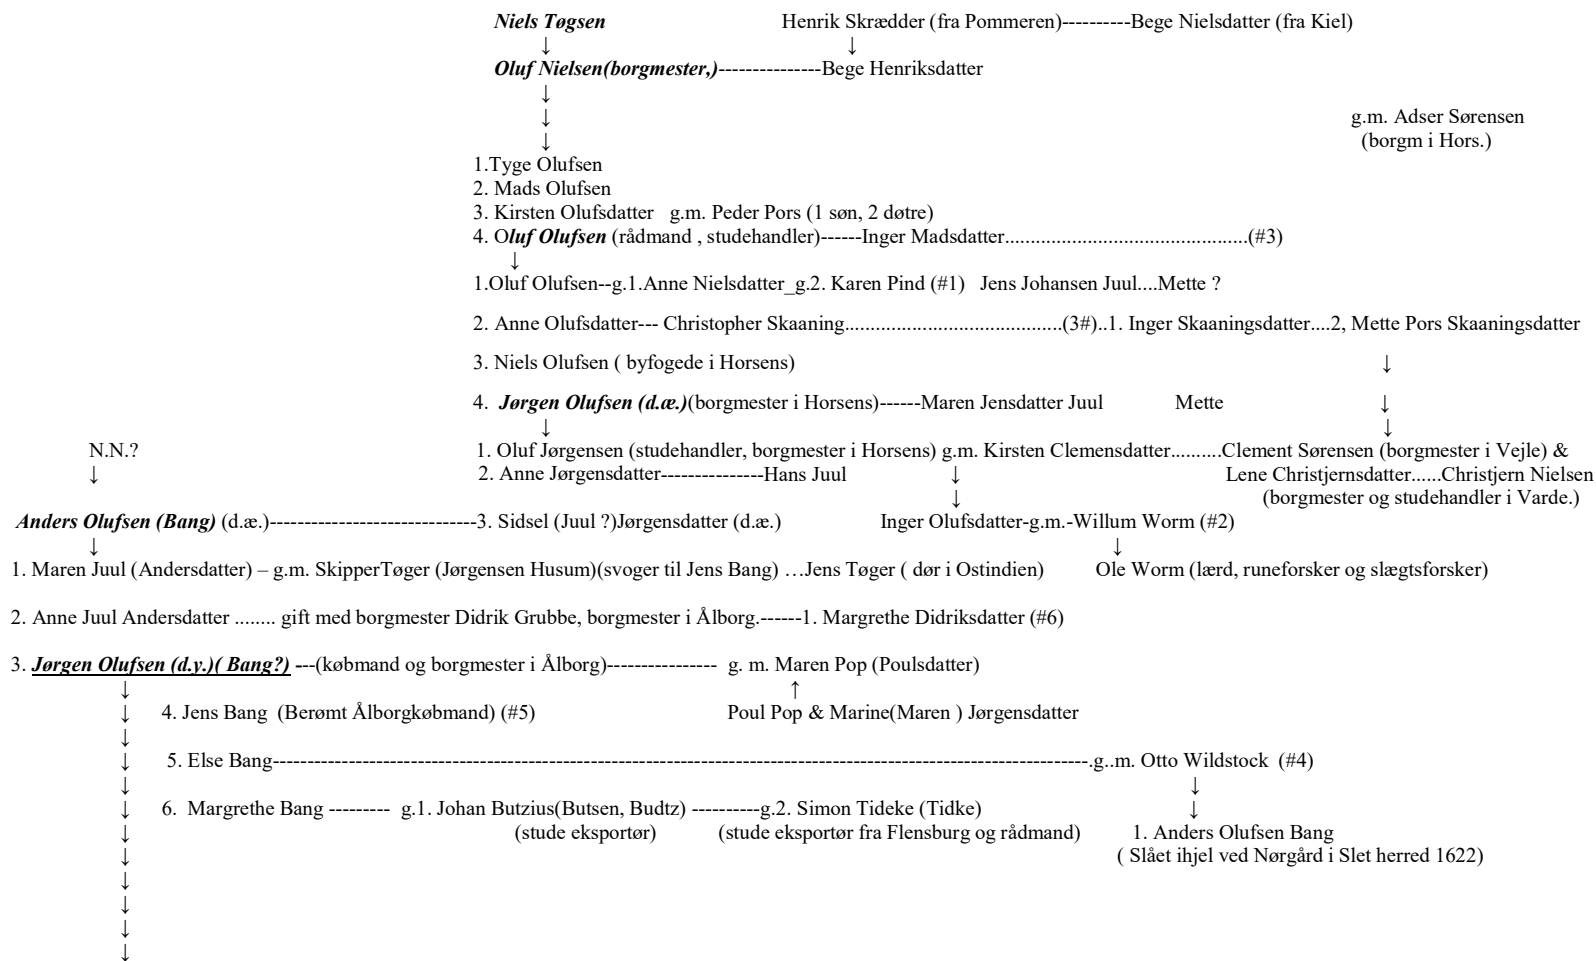 Niels Tøgsen Henrik Skrædder (fra Pommeren)----------Bege Nielsdatter (fra Kiel)
↓ ↓
Oluf Nielsen(borgmester,)---------------Bege Henriksdatter
↓
↓
↓ g.m. Adser Sørensen
↓ (borgm i Hors.)
1.Tyge Olufsen
2. Mads Olufsen
3. Kirsten Olufsdatter g.m. Peder Pors (1 søn, 2 døtre)
4. Oluf Olufsen (rådmand , studehandler)------Inger Madsdatter................................................(#3)
↓
1.Oluf Olufsen--g.1.Anne Nielsdatter_g.2. Karen Pind (#1) Jens Johansen Juul....Mette ?
2. Anne Olufsdatter--- Christopher Skaaning...........................................(3#)..1. Inger Skaaningsdatter....2, Mette Pors Skaaningsdatter
3. Niels Olufsen ( byfogede i Horsens) ↓
4. Jørgen Olufsen (d.æ.)(borgmester i Horsens)------Maren Jensdatter Juul Mette ↓
↓ ↓
N.N.? 1. Oluf Jørgensen (studehandler, borgmester i Horsens) g.m. Kirsten Clemensdatter..........Clement Sørensen (borgmester i Vejle) &
↓ 2. Anne Jørgensdatter---------------Hans Juul ↓ Lene Christjernsdatter......Christjern Nielsen
↓ (borgmester og studehandler i Varde.)
Anders Olufsen (Bang) (d.æ.)------------------------------3. Sidsel (Juul ?)Jørgensdatter (d.æ.) Inger Olufsdatter-g.m.-Willum Worm (#2)
↓ ↓
1. Maren Juul (Andersdatter) – g.m. SkipperTøger (Jørgensen Husum)(svoger til Jens Bang) …Jens Tøger ( dør i Ostindien) Ole Worm (lærd, runeforsker og slægtsforsker)
2. Anne Juul Andersdatter ........ gift med borgmester Didrik Grubbe, borgmester i Ålborg.------1. Margrethe Didriksdatter (#6)
3. Jørgen Olufsen (d.y.)( Bang?) ---(købmand og borgmester i Ålborg)---------------- g. m. Maren Pop (Poulsdatter)
↓ ↑
↓ 4. Jens Bang (Berømt Ålborgkøbmand) (#5) Poul Pop & Marine(Maren ) Jørgensdatter
↓
↓ 5. Else Bang----------------------------------------------------------------------------------------------------------------------.g..m. Otto Wildstock (#4)
↓ ↓
↓ 6. Margrethe Bang --------- g.1. Johan Butzius(Butsen, Budtz) ----------g.2. Simon Tideke (Tidke) ↓
↓ (stude eksportør) (stude eksportør fra Flensburg og rådmand) 1. Anders Olufsen Bang
↓ ( Slået ihjel ved Nørgård i Slet herred 1622)
↓
↓
↓
↓